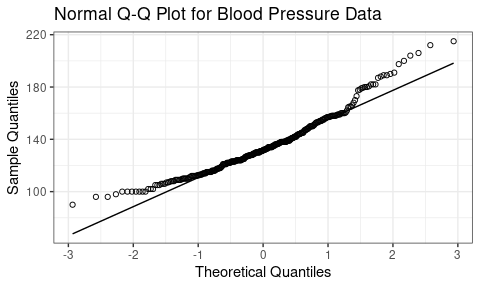 Normal Q-Q Plot for Blood Pressure Data
220
180
140
100
Sample Quantiles
-3 -2 -1 0 1 2 3
Theoretical Quantiles